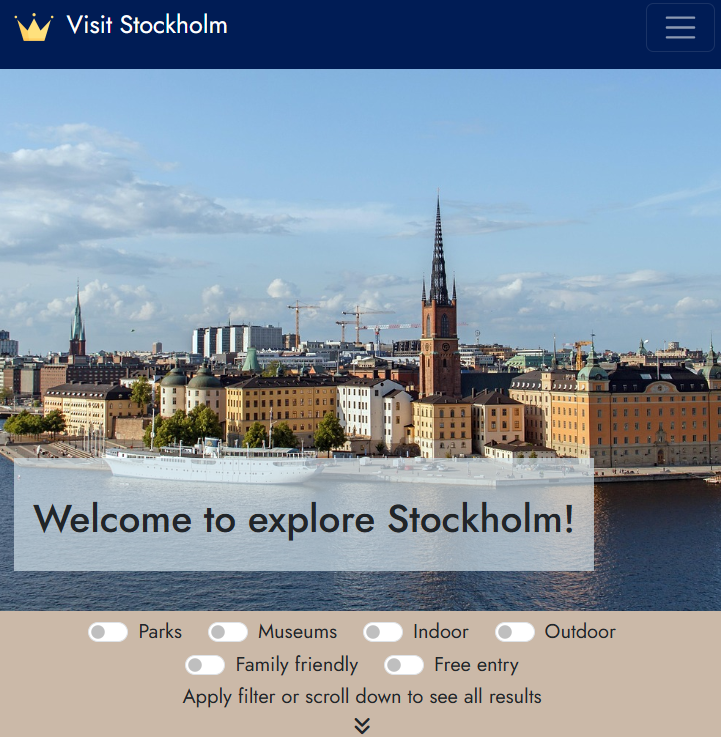 Visit Stockholm
Welcome to explore Stockholm!
Parks Museums Indoor Outdoor
Family friendly Free entry
Apply filter or scroll down to see all results